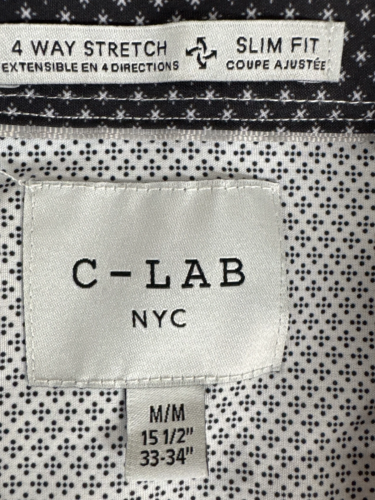 4 WAY STRETCH SLIM FIT
EXTENSIBLE EN 4 DIRECTIONS COUPE AJUSTÉE
C-LAB
NYC
M/M
15 1/2"
33-34"